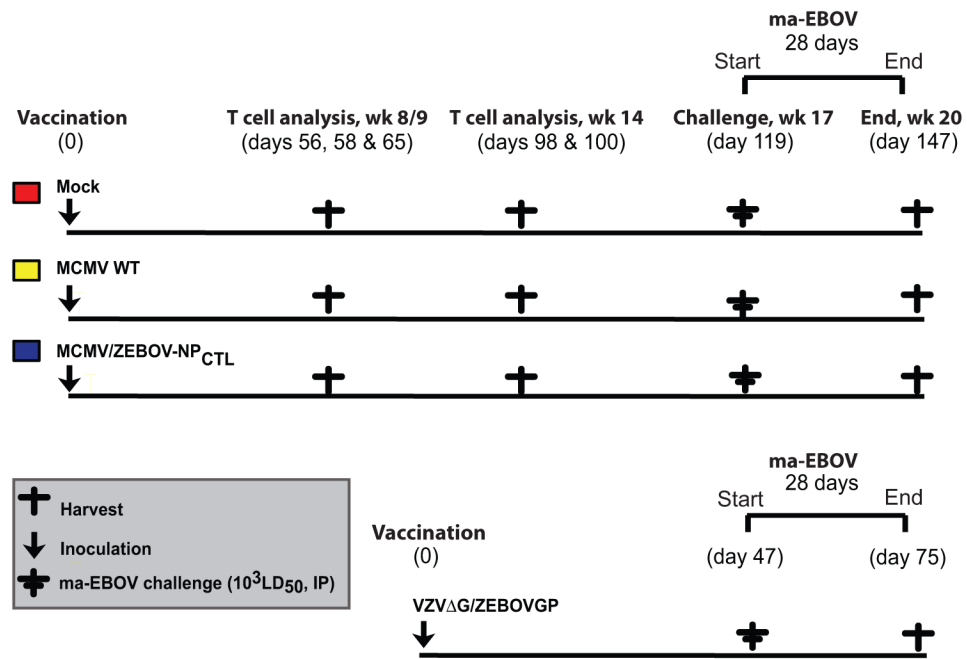 ma-EBOV
28 days
Start End
Vaccination T cell analysis, wk 8/9 T cell analysis, wk 14 Challenge, wk 17 End, wk 20
(0) (days 56, 58 & 65) (days 98 & 100) (day 119) (day 147)
Mock
MCMV WT
MCMV/ZEBOV-NPCTL
Harvest
Inoculation
ma-EBOV challenge (10³LD50, IP)
ma-EBOV
28 days
Start End
Vaccination
(0) (day 47) (day 75)
VZVΔG/ZEBOVGP